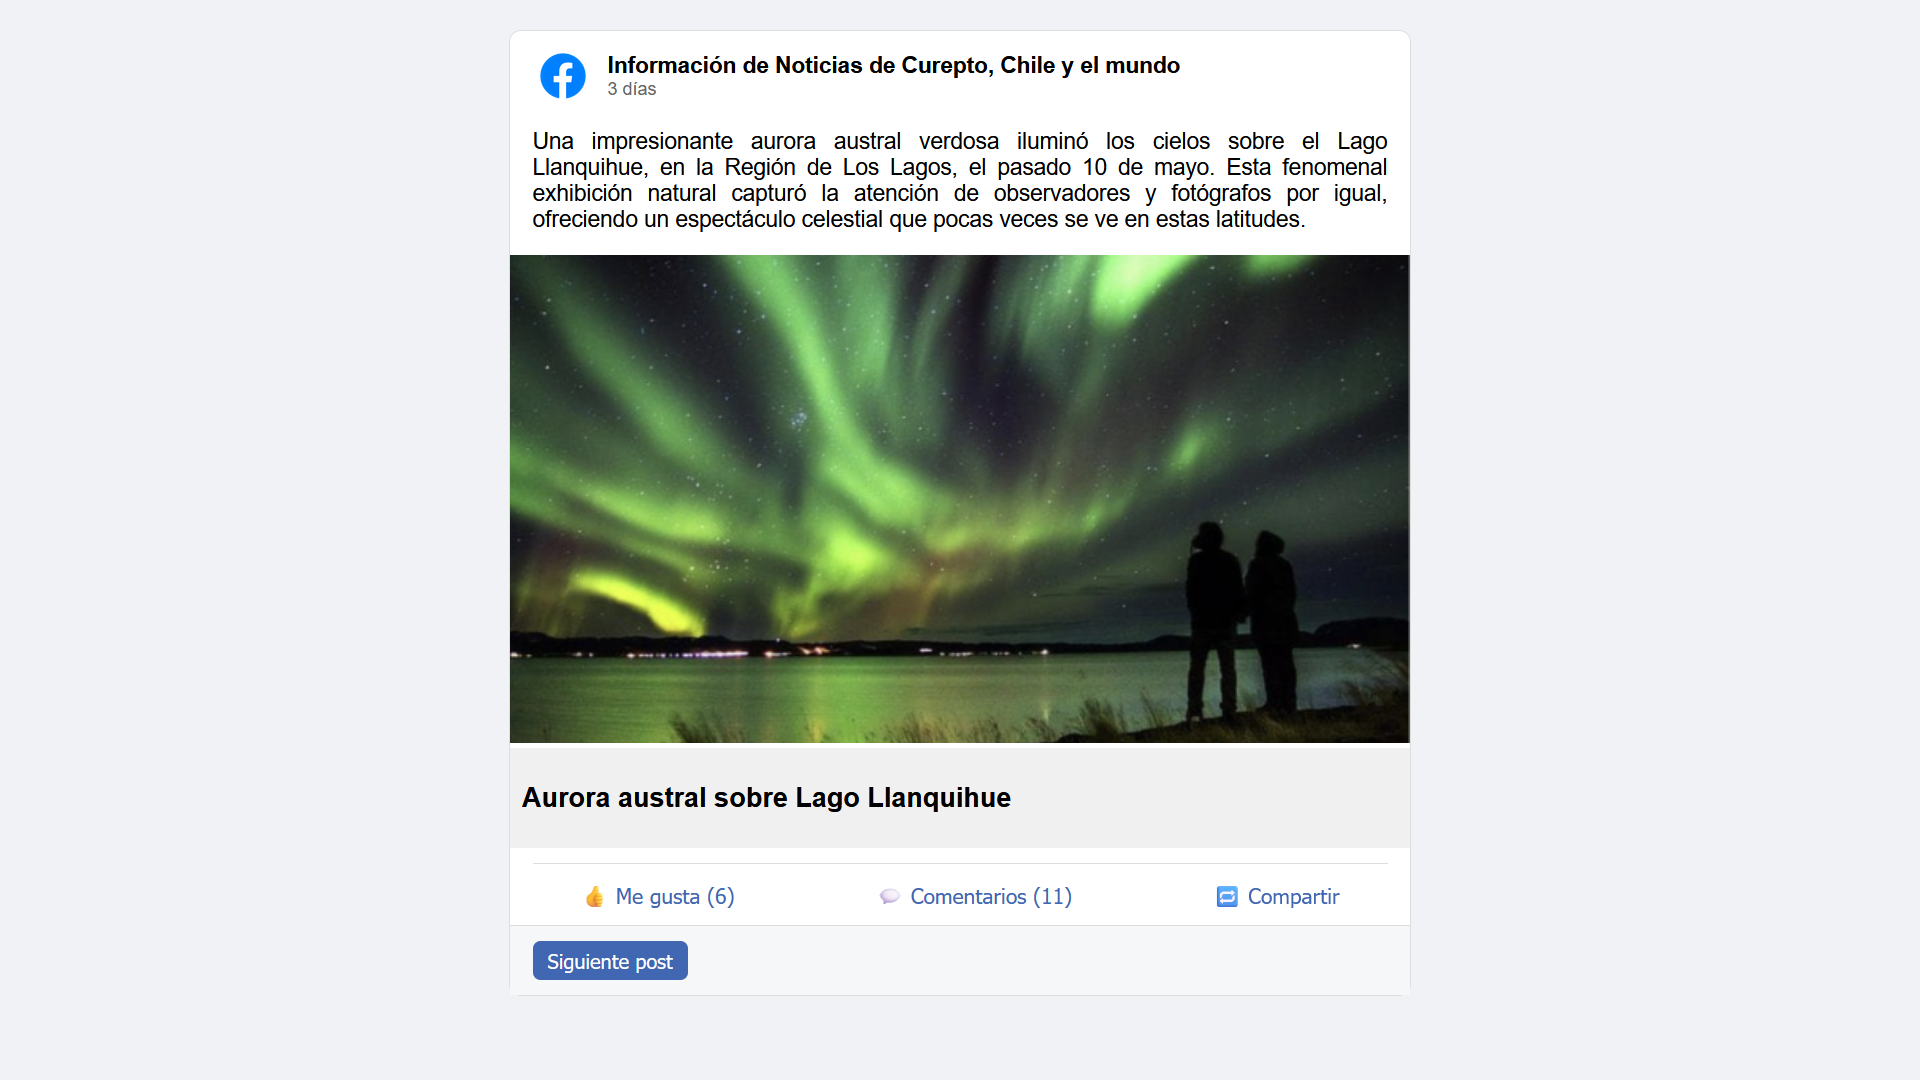 Información de Noticias de Curepto, Chile y el mundo
3 días
Una impresionante aurora austral verdosa iluminó los cielos sobre el Lago
Llanquihue, en la Región de Los Lagos, el pasado 10 de mayo. Esta fenomenal
exhibición natural capturó la atención de observadores y fotógrafos por igual,
ofreciendo un espectáculo celestial que pocas veces se ve en estas latitudes.
Aurora austral sobre Lago Llanquihue
Me gusta (6)
Comentarios (11)
Compartir
Siguiente post